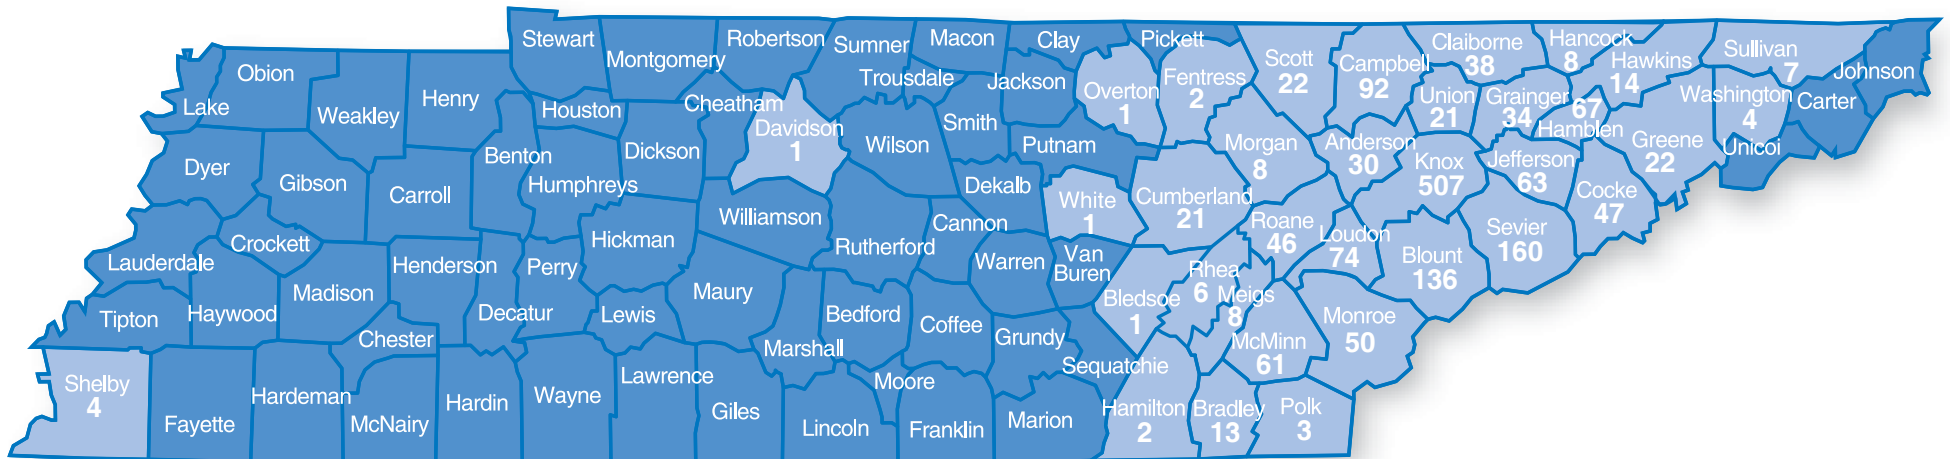 Stewart
Montgomery
Robertson
Sumner
Macon
Clay
Pickett
Trousdale
Jackson
Overton
1
Fentress
2
Scott
22
Campbell
92
Claiborne
38
Hancock
8
Hawkins
14
Sullivan
7
Johnson
Lake
Obion
Weakley
Henry
Houston
Cheatham
Davidson
1
Wilson
Smith
Putnam
Morgan
8
Anderson
30
Union
21
Grainger
34
67
Hamblen
Greene
22
Washington
4
Carter
Unicoi
Dyer
Gibson
Carroll
Benton
Humphreys
Dickson
Williamson
Rutherford
Cannon
Dekalb
White
1
Cumberland
21
Roane
46
Loudon
74
Knox
507
Jefferson
63
Cocke
47
Sevier
160
Blount
136
Lauderdale
Crockett
Haywood
Madison
Henderson
Decatur
Perry
Hickman
Lewis
Maury
Marshall
Bedford
Coffee
Warren
Van
Buren
Bledsoe
1
Rhea
6
Meigs
8
McMinn
61
Monroe
50
Tipton
Chester
Grundy
Sequatchie
Shelby
4
Fayette
Hardeman
McNairy
Hardin
Wayne
Lawrence
Giles
Lincoln
Moore
Franklin
Marion
Hamilton
2
Bradley
13
Polk
3